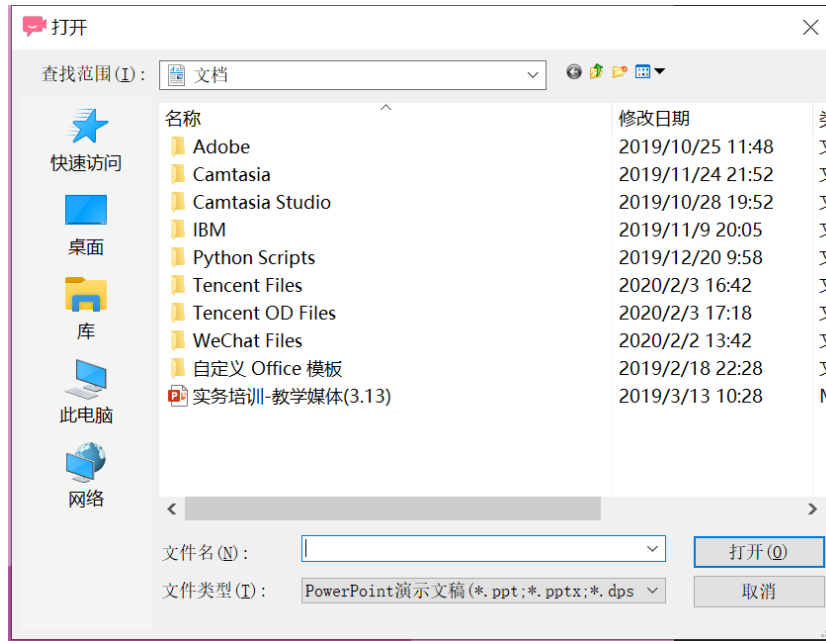 打开
查找范围(I):
文档
快速访问
桌面
库
此电脑
网络
名称 修改日期
Adobe 2019/10/25 11:48
Camtasia 2019/11/24 21:52
Camtasia Studio 2019/10/28 19:52
IBM 2019/11/9 20:05
Python Scripts 2019/12/20 9:58
Tencent Files 2020/2/3 16:42
Tencent OD Files 2020/2/3 17:18
WeChat Files 2020/2/2 13:42
自定义 Office 模板 2019/2/18 22:28
实务培训-教学媒体(3.13) 2019/3/13 10:28
文件名(N):
打开(O)
文件类型(T): PowerPoint演示文稿(*.ppt;*.pptx;*.dps
取消